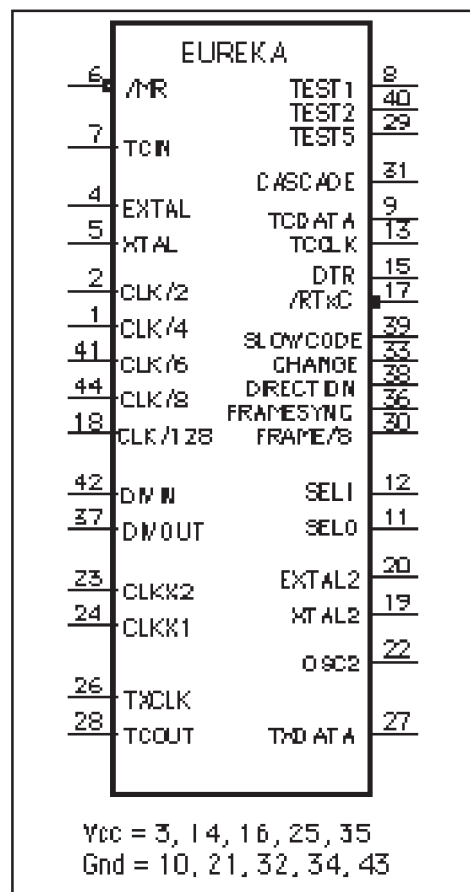 EUREKA
6 /MR TEST1 8
TEST2 40
TEST5 29
7 TCIN
CASCADE 31
4 EXTAL TCDATA 9
5 XTAL TCCLK 13
DTR 15
2 CLK/2 /RTxC 17
1 CLK/4 SLOWCODE 39
41 CLK/6 CHANGE 33
44 CLK/8 DIRECTION 38
FRAMESYNC 36
18 CLK/128 FRAME/8 30
42 DIVIN SEL1 12
37 DIVOUT SEL0 11
23 CLKX2 EXTAL2 20
24 CLKX1 XTAL2 19
OSC2 22
26 TXCLK
28 TCOUT TXDATA 27
Vcc = 3, 14, 16, 25, 35
Gnd = 10, 21, 32, 34, 43